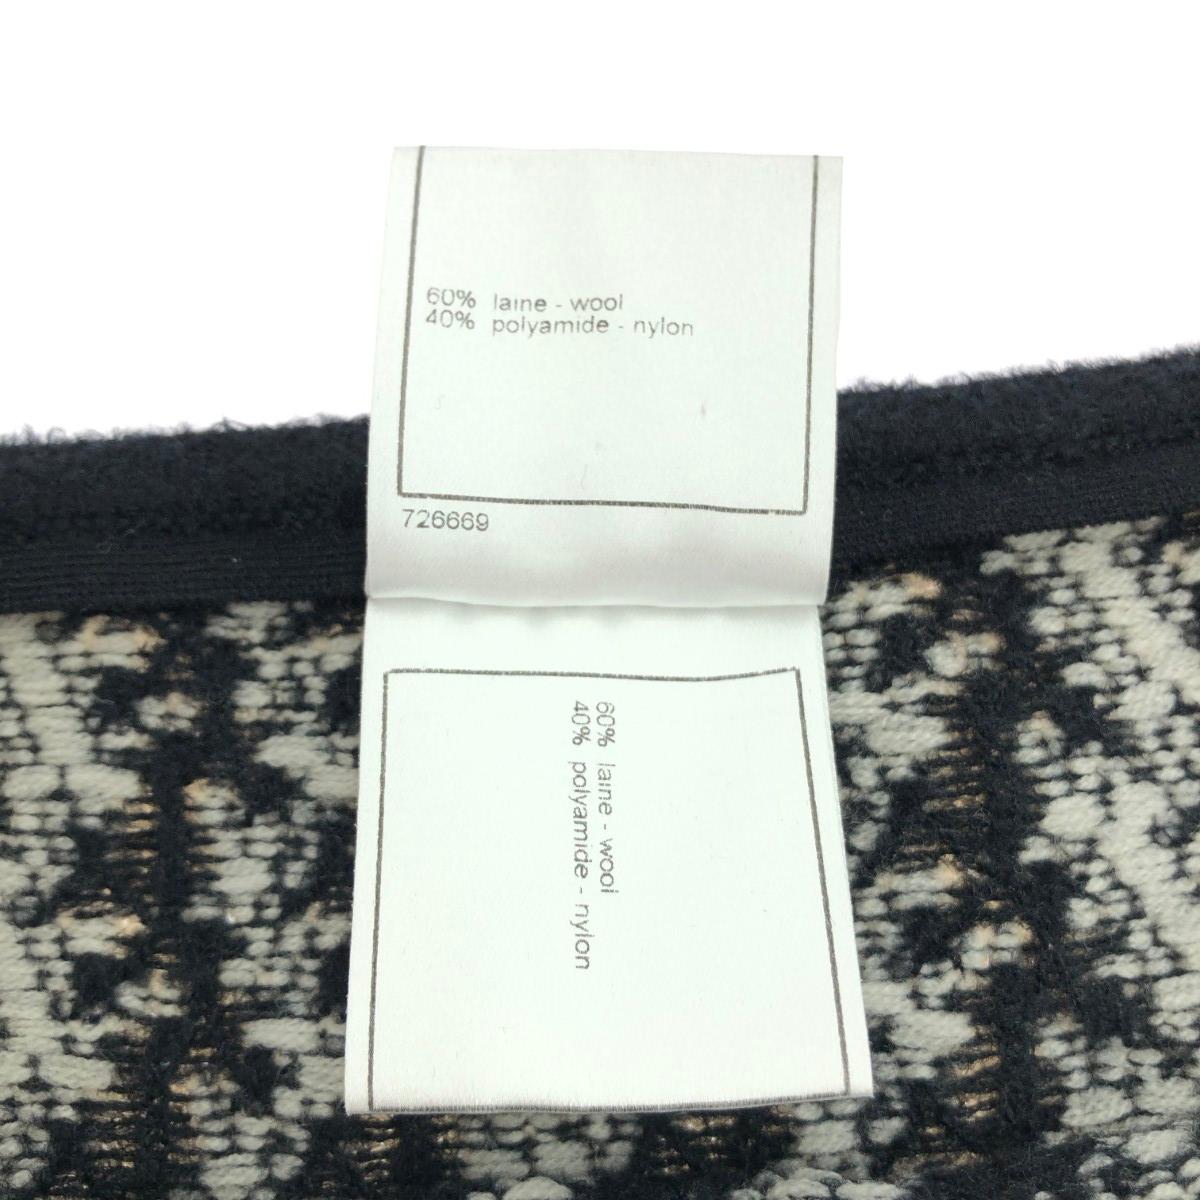 60% laine - wool
40% polyamide - nylon
726669
60% laine - wool
40% polyamide - nylon